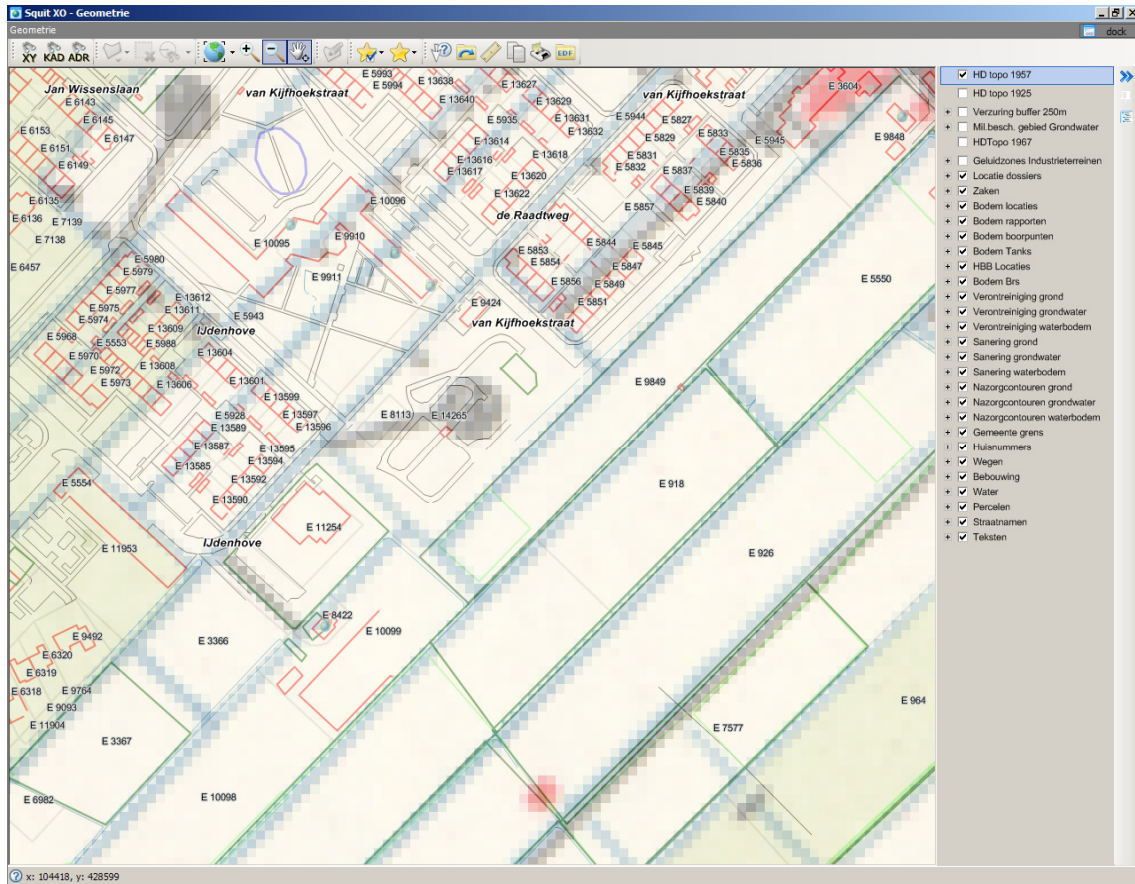 Squit XO - Geometrie
Geometrie
dock
XY KAD ADR
EDF
Jan Wissenslaan
E 6143
E 6145
E 6147
E 6153
E 6151
E 6149
E 6135
E 6136
E 7139
E 7138
E 6457
van Kijfhoekstraat
E 5993
E 5994
E 13638
E 13640
E 13627
E 13629
E 5935
E 13631
E 13632
E 13614
E 13616
E 13617
E 13618
E 13620
E 13622
van Kijfhoekstraat
E 5944
E 5827
E 5829
E 5833
E 5831
E 5832
E 5835
E 5836
E 5837
E 5839
E 5840
E 5857
E 5945
E 3604
E 9848
E 10096
E 10095
E 9910
E 9911
de Raadtweg
E 5853
E 5854
E 5844
E 5845
E 5847
E 5856
E 5849
E 5851
E 5550
E 5980
E 5979
E 5977
E 5975
E 5974
E 13612
E 13611
E 13609
E 5943
E 9424
van Kijfhoekstraat
IJdenhove
E 5968
E 5553
E 5988
E 5970
E 5972
E 5973
E 13608
E 13606
E 13604
E 13601
E 13599
E 13597
E 13596
E 5928
E 13589
E 13587
E 13585
E 13595
E 13594
E 13592
E 13590
E 8113
E 14265
E 9849
E 918
E 5554
E 11254
E 11953
IJdenhove
E 926
E 8422
E 10099
E 3366
E 9492
E 6320
E 6319
E 6318
E 9764
E 9093
E 11904
E 3367
E 964
E 7577
E 6982
E 10098
HD topo 1957
HD topo 1925
Verzuring buffer 250m
Mil.besch. gebied Grondwater
HDTopo 1967
Geluidzones Industrieterreinen
Locatie dossiers
Zaken
Bodem locaties
Bodem rapporten
Bodem boorpunten
Bodem Tanks
HBB Locaties
Bodem Brs
Verontreiniging grond
Verontreiniging grondwater
Verontreiniging waterbodem
Sanering grond
Sanering grondwater
Sanering waterbodem
Nazorgcontouren grond
Nazorgcontouren grondwater
Nazorgcontouren waterbodem
Gemeente grens
Huisnummers
Wegen
Bebouwing
Water
Percelen
Straatnamen
Teksten
x: 104418, y: 428599